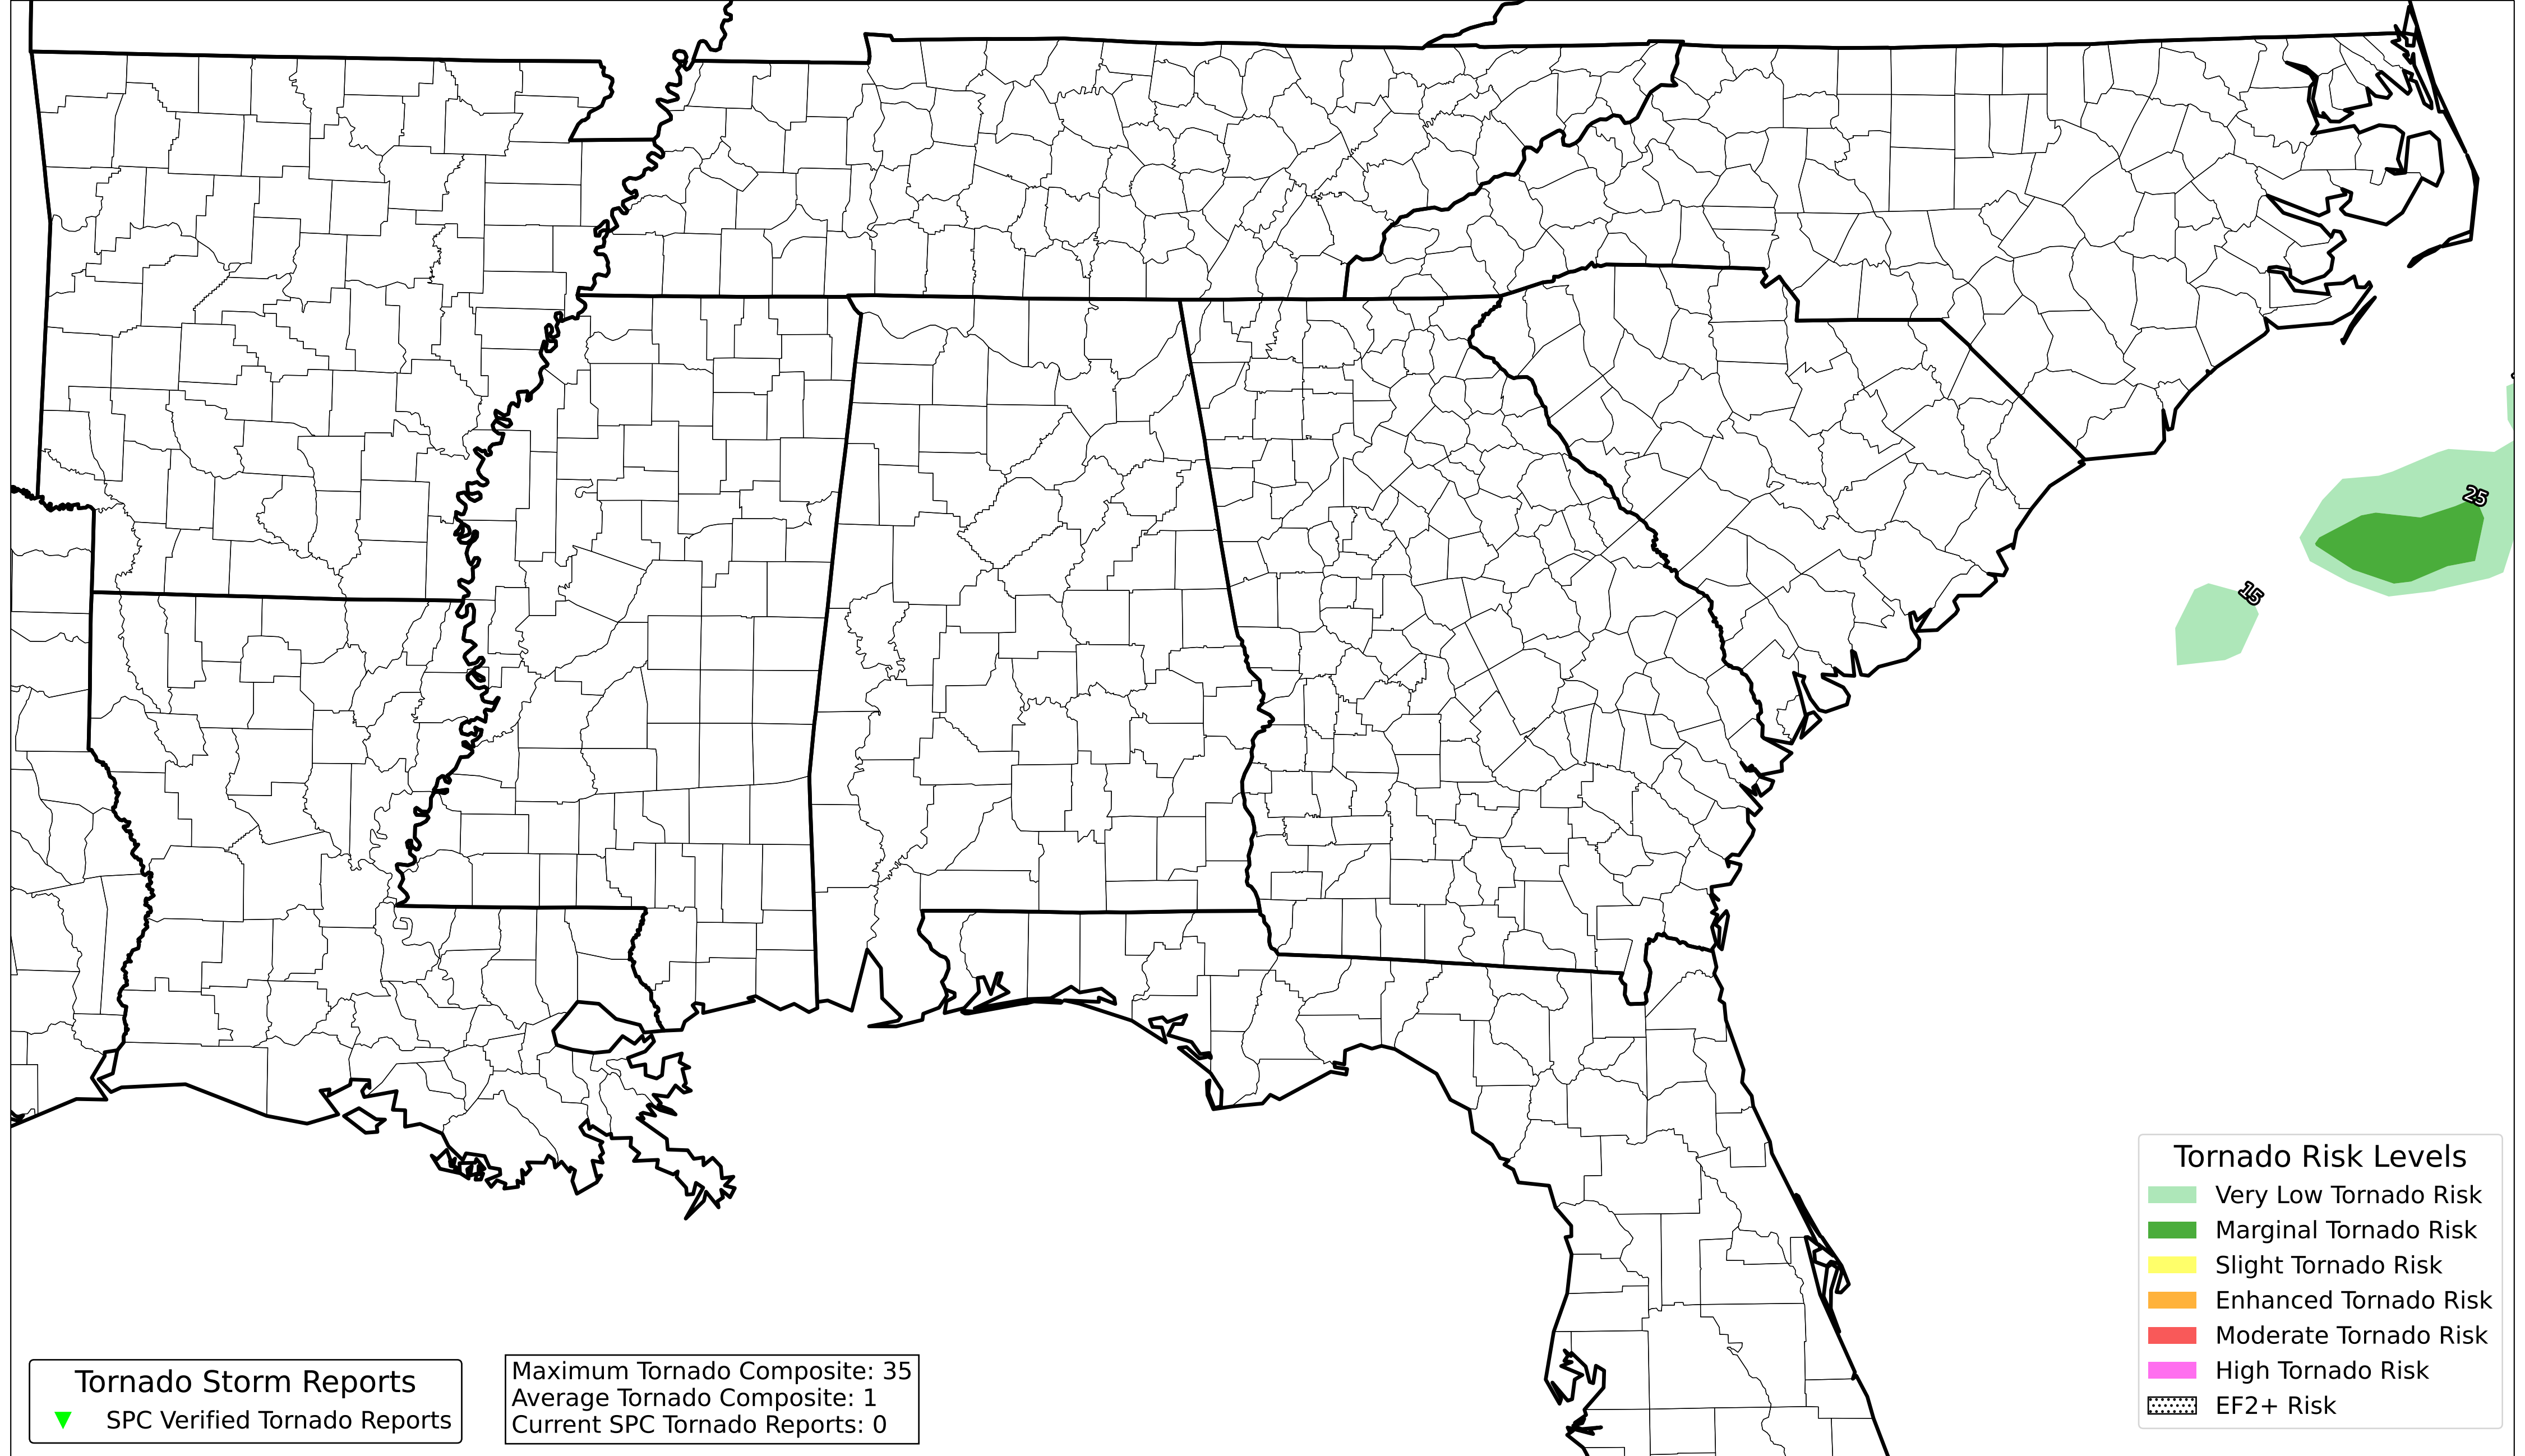 25
15
Tornado Risk Levels
Very Low Tornado Risk
Marginal Tornado Risk
Slight Tornado Risk
Enhanced Tornado Risk
Moderate Tornado Risk
High Tornado Risk
EF2+ Risk
Tornado Storm Reports
SPC Verified Tornado Reports
Maximum Tornado Composite: 35
Average Tornado Composite: 1
Current SPC Tornado Reports: 0